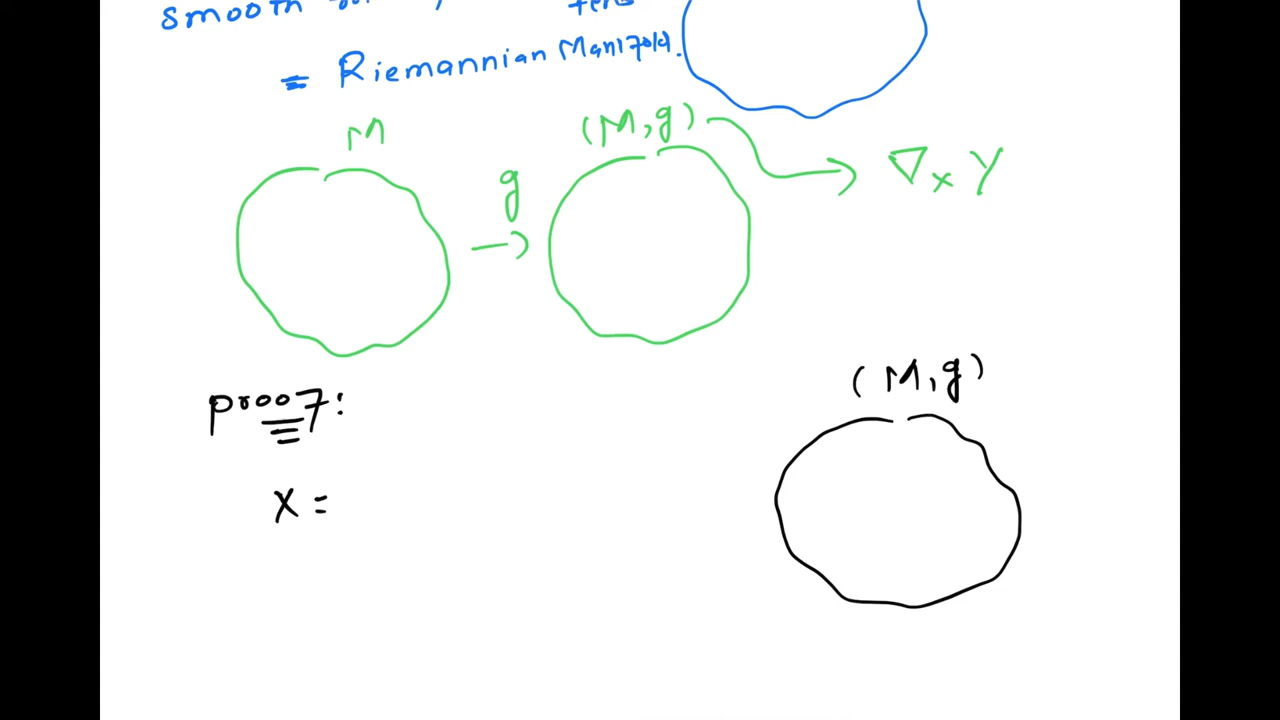 smooth
= Riemannian Manifold.
M
(M,g)
g
→
∇ₓ Y
proof:
(M,g)
X =